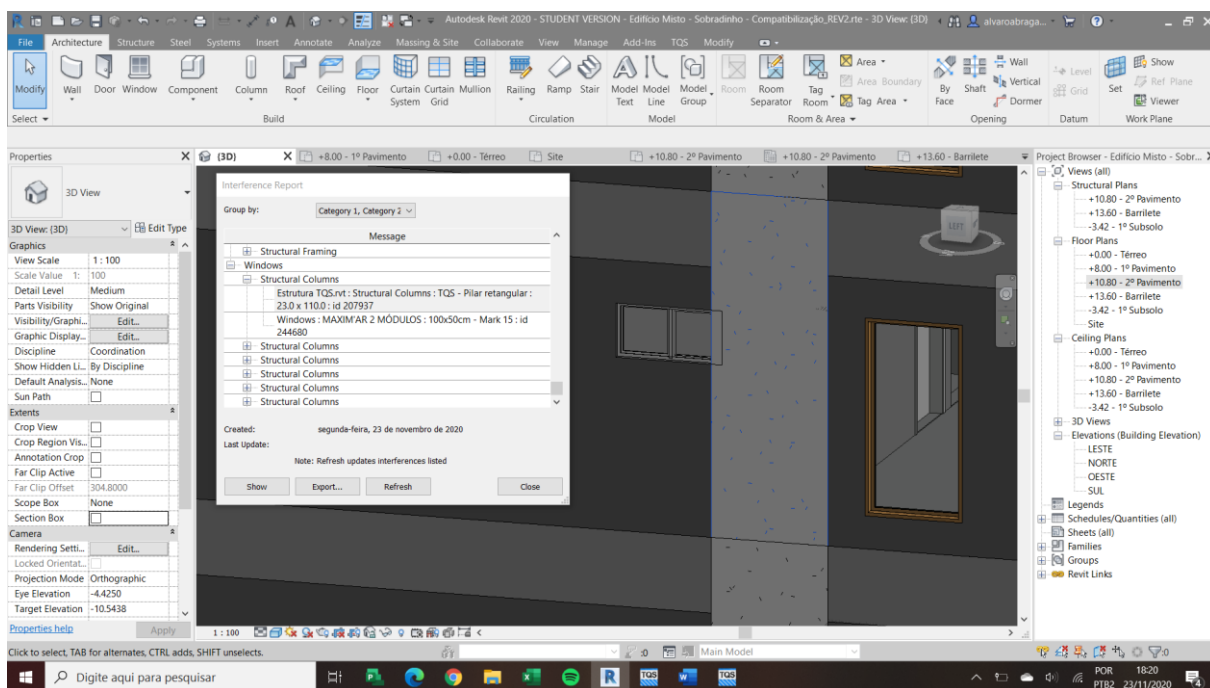 Autodesk Revit 2020 - STUDENT VERSION - Edifício Misto - Sobradinho - Compatibilização_REV2.rte - 3D View: {3D}
alvaroabraga...
File Architecture Structure Steel Systems Insert Annotate Analyze Massing & Site Collaborate View Manage Add-Ins TQS Modify
Modify Wall Door Window Component Column Roof Ceiling Floor Curtain System Curtain Grid Mullion Railing Ramp Stair Model Text Model Line Model Group Room Room Separator Tag Room
Area
Area Boundary
Tag Area
By Face Shaft Wall Vertical Dormer
Level
Grid
Set Show Ref Plane Viewer
Select Build Circulation Model Room & Area Opening Datum Work Plane
Properties
{3D} +8.00 - 1º Pavimento +0.00 - Térreo Site +10.80 - 2º Pavimento +10.80 - 2º Pavimento +13.60 - Barrilete
3D View
3D View: {3D} Edit Type
Graphics
View Scale 1 : 100
Scale Value 1: 100
Detail Level Medium
Parts Visibility Show Original
Visibility/Graphi... Edit...
Graphic Display... Edit...
Discipline Coordination
Show Hidden Li... By Discipline
Default Analysis... None
Sun Path
Extents
Crop View
Crop Region Vis...
Annotation Crop
Far Clip Active
Far Clip Offset 304.8000
Scope Box None
Section Box
Camera
Rendering Setti... Edit...
Locked Orientat...
Projection Mode Orthographic
Eye Elevation -4.4250
Target Elevation -10.5438
Properties help Apply
Interference Report
Group by: Category 1, Category 2
Message
Structural Framing
Windows
Structural Columns
Estrutura TQS.rvt : Structural Columns : TQS - Pilar retangular :
23.0 x 110.0 : id 207937
Windows : MAXIM'AR 2 MÓDULOS : 100x50cm - Mark 15 : id
244680
Structural Columns
Structural Columns
Structural Columns
Structural Columns
Structural Columns
Created: segunda-feira, 23 de novembro de 2020
Last Update:
Note: Refresh updates interferences listed
Show Export... Refresh Close
LEFT
Project Browser - Edifício Misto - Sobr...
Views (all)
Structural Plans
+10.80 - 2º Pavimento
+13.60 - Barrilete
-3.42 - 1º Subsolo
Floor Plans
+0.00 - Térreo
+8.00 - 1º Pavimento
+10.80 - 2º Pavimento
+13.60 - Barrilete
-3.42 - 1º Subsolo
Site
Ceiling Plans
+0.00 - Térreo
+8.00 - 1º Pavimento
+10.80 - 2º Pavimento
+13.60 - Barrilete
-3.42 - 1º Subsolo
3D Views
Elevations (Building Elevation)
LESTE
NORTE
OESTE
SUL
Legends
Schedules/Quantities (all)
Sheets (all)
Families
Groups
Revit Links
1 : 100
Click to select, TAB for alternates, CTRL adds, SHIFT unselects.
:0 Main Model :0
Digite aqui para pesquisar
R TQS W TQS
POR
PTB2
18:20
23/11/2020